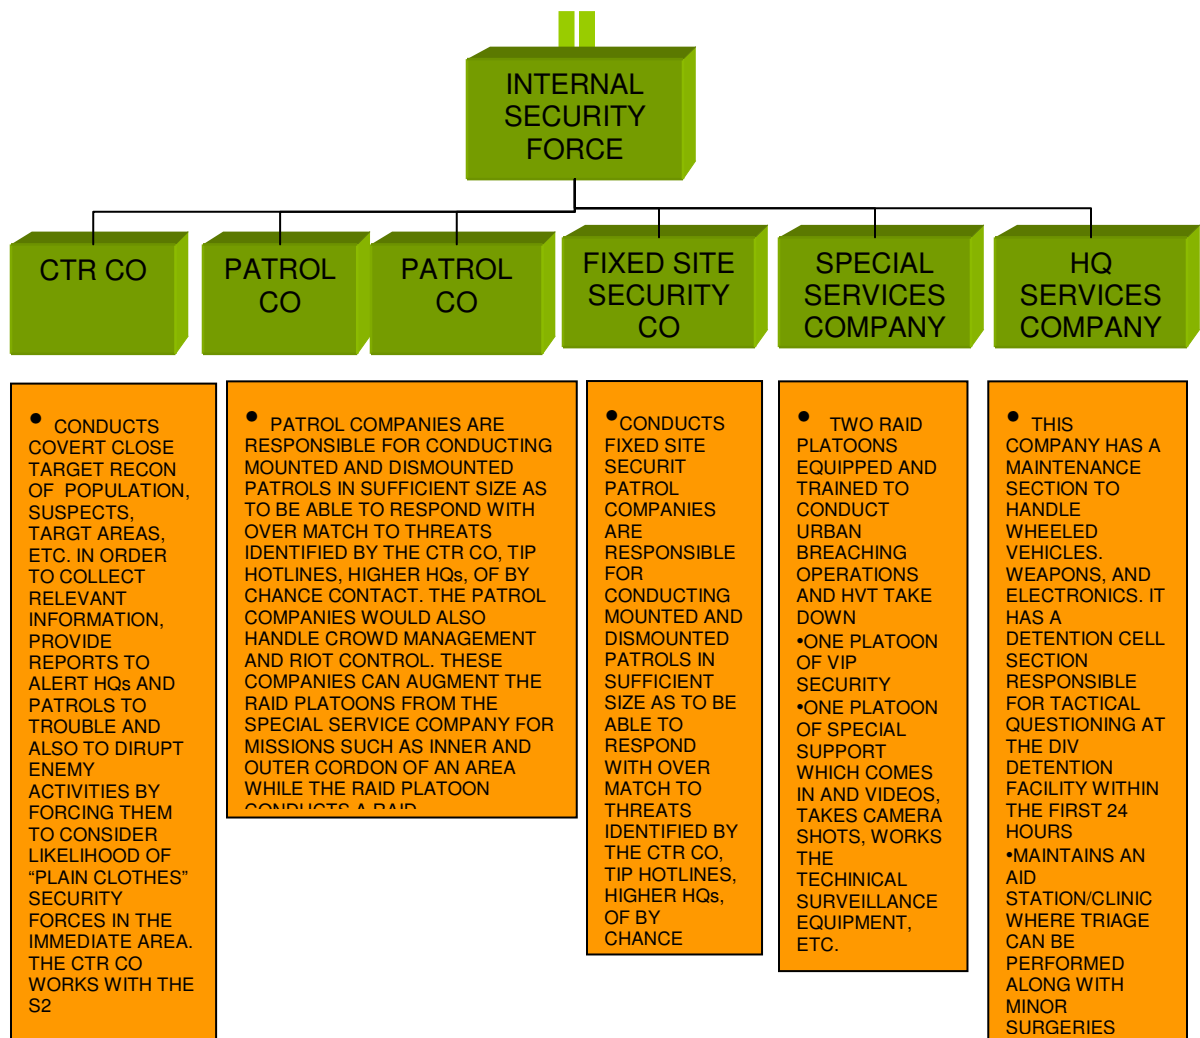 INTERNAL
SECURITY
FORCE
CTR CO
PATROL
CO
PATROL
CO
FIXED SITE
SECURITY
CO
SPECIAL
SERVICES
COMPANY
HQ
SERVICES
COMPANY
• CONDUCTS
COVERT CLOSE
TARGET RECON
OF POPULATION,
SUSPECTS,
TARGT AREAS,
ETC. IN ORDER
TO COLLECT
RELEVANT
INFORMATION,
PROVIDE
REPORTS TO
ALERT HQs AND
PATROLS TO
TROUBLE AND
ALSO TO DIRUPT
ENEMY
ACTIVITIES BY
FORCING THEM
TO CONSIDER
LIKELIHOOD OF
“PLAIN CLOTHES”
SECURITY
FORCES IN THE
IMMEDIATE AREA.
THE CTR CO
WORKS WITH THE
S2
• PATROL COMPANIES ARE
RESPONSIBLE FOR CONDUCTING
MOUNTED AND DISMOUNTED
PATROLS IN SUFFICIENT SIZE AS
TO BE ABLE TO RESPOND WITH
OVER MATCH TO THREATS
IDENTIFIED BY THE CTR CO, TIP
HOTLINES, HIGHER HQs, OF BY
CHANCE CONTACT. THE PATROL
COMPANIES WOULD ALSO
HANDLE CROWD MANAGEMENT
AND RIOT CONTROL. THESE
COMPANIES CAN AUGMENT THE
RAID PLATOONS FROM THE
SPECIAL SERVICE COMPANY FOR
MISSIONS SUCH AS INNER AND
OUTER CORDON OF AN AREA
WHILE THE RAID PLATOON
CONDUCTS A RAID
•CONDUCTS
FIXED SITE
SECURIT
PATROL
COMPANIES
ARE
RESPONSIBLE
FOR
CONDUCTING
MOUNTED AND
DISMOUNTED
PATROLS IN
SUFFICIENT
SIZE AS TO BE
ABLE TO
RESPOND
WITH OVER
MATCH TO
THREATS
IDENTIFIED BY
THE CTR CO,
TIP HOTLINES,
HIGHER HQs,
OF BY
CHANCE
• TWO RAID
PLATOONS
EQUIPPED AND
TRAINED TO
CONDUCT
URBAN
BREACHING
OPERATIONS
AND HVT TAKE
DOWN
•ONE PLATOON
OF VIP
SECURITY
•ONE PLATOON
OF SPECIAL
SUPPORT
WHICH COMES
IN AND VIDEOS,
TAKES CAMERA
SHOTS, WORKS
THE
TECHINICAL
SURVEILLANCE
EQUIPMENT,
ETC.
• THIS
COMPANY HAS A
MAINTENANCE
SECTION TO
HANDLE
WHEELED
VEHICLES.
WEAPONS, AND
ELECTRONICS. IT
HAS A
DETENTION CELL
SECTION
RESPONSIBLE
FOR TACTICAL
QUESTIONING AT
THE DIV
DETENTION
FACILITY WITHIN
THE FIRST 24
HOURS
•MAINTAINS AN
AID
STATION/CLINIC
WHERE TRIAGE
CAN BE
PERFORMED
ALONG WITH
MINOR
SURGERIES